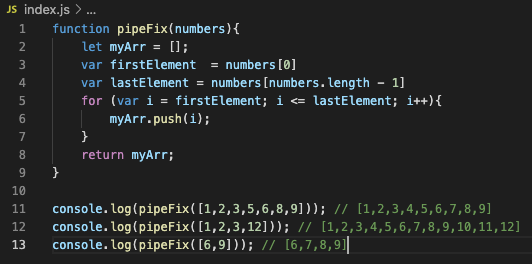 JS index.js > ...
1 function pipeFix(numbers){
2     let myArr = [];
3     var firstElement  = numbers[0]
4     var lastElement = numbers[numbers.length - 1]
5     for (var i = firstElement; i <= lastElement; i++){
6         myArr.push(i);
7     }
8     return myArr;
9 }
10
11 console.log(pipeFix([1,2,3,5,6,8,9])); // [1,2,3,4,5,6,7,8,9]
12 console.log(pipeFix([1,2,3,12])); // [1,2,3,4,5,6,7,8,9,10,11,12]
13 console.log(pipeFix([6,9])); // [6,7,8,9]